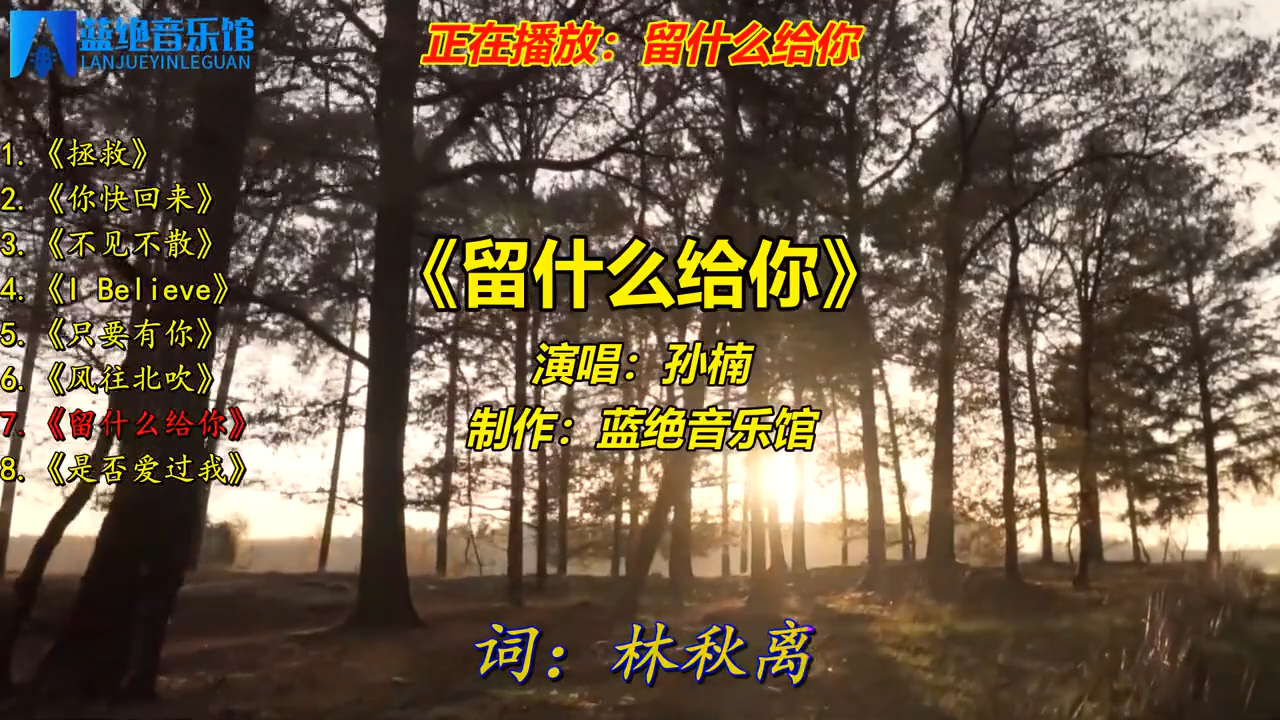 蓝绝音乐馆
LANJUEYINLEGUAN
正在播放：留什么给你
1.《拯救》
2.《你快回来》
3.《不见不散》
4.《I Believe》
5.《只要有你》
6.《风往北吹》
7.《留什么给你》
8.《是否爱过我》
《留什么给你》
演唱：孙楠
制作：蓝绝音乐馆
词：林秋离